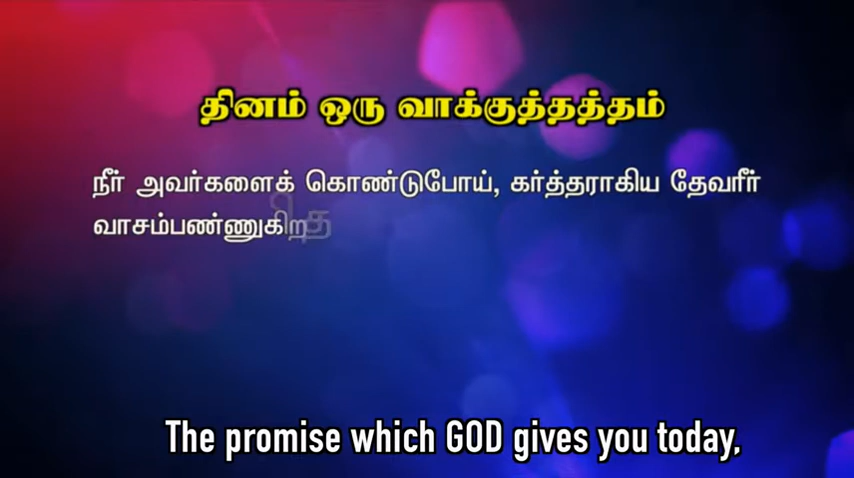 தினம் ஒரு வாக்குத்தத்தம்
நீர் அவர்களைக் கொண்டுபோய், கர்த்தராகிய தேவரீர்
வாசம்பண்ணுகிற
The promise which GOD gives you today,